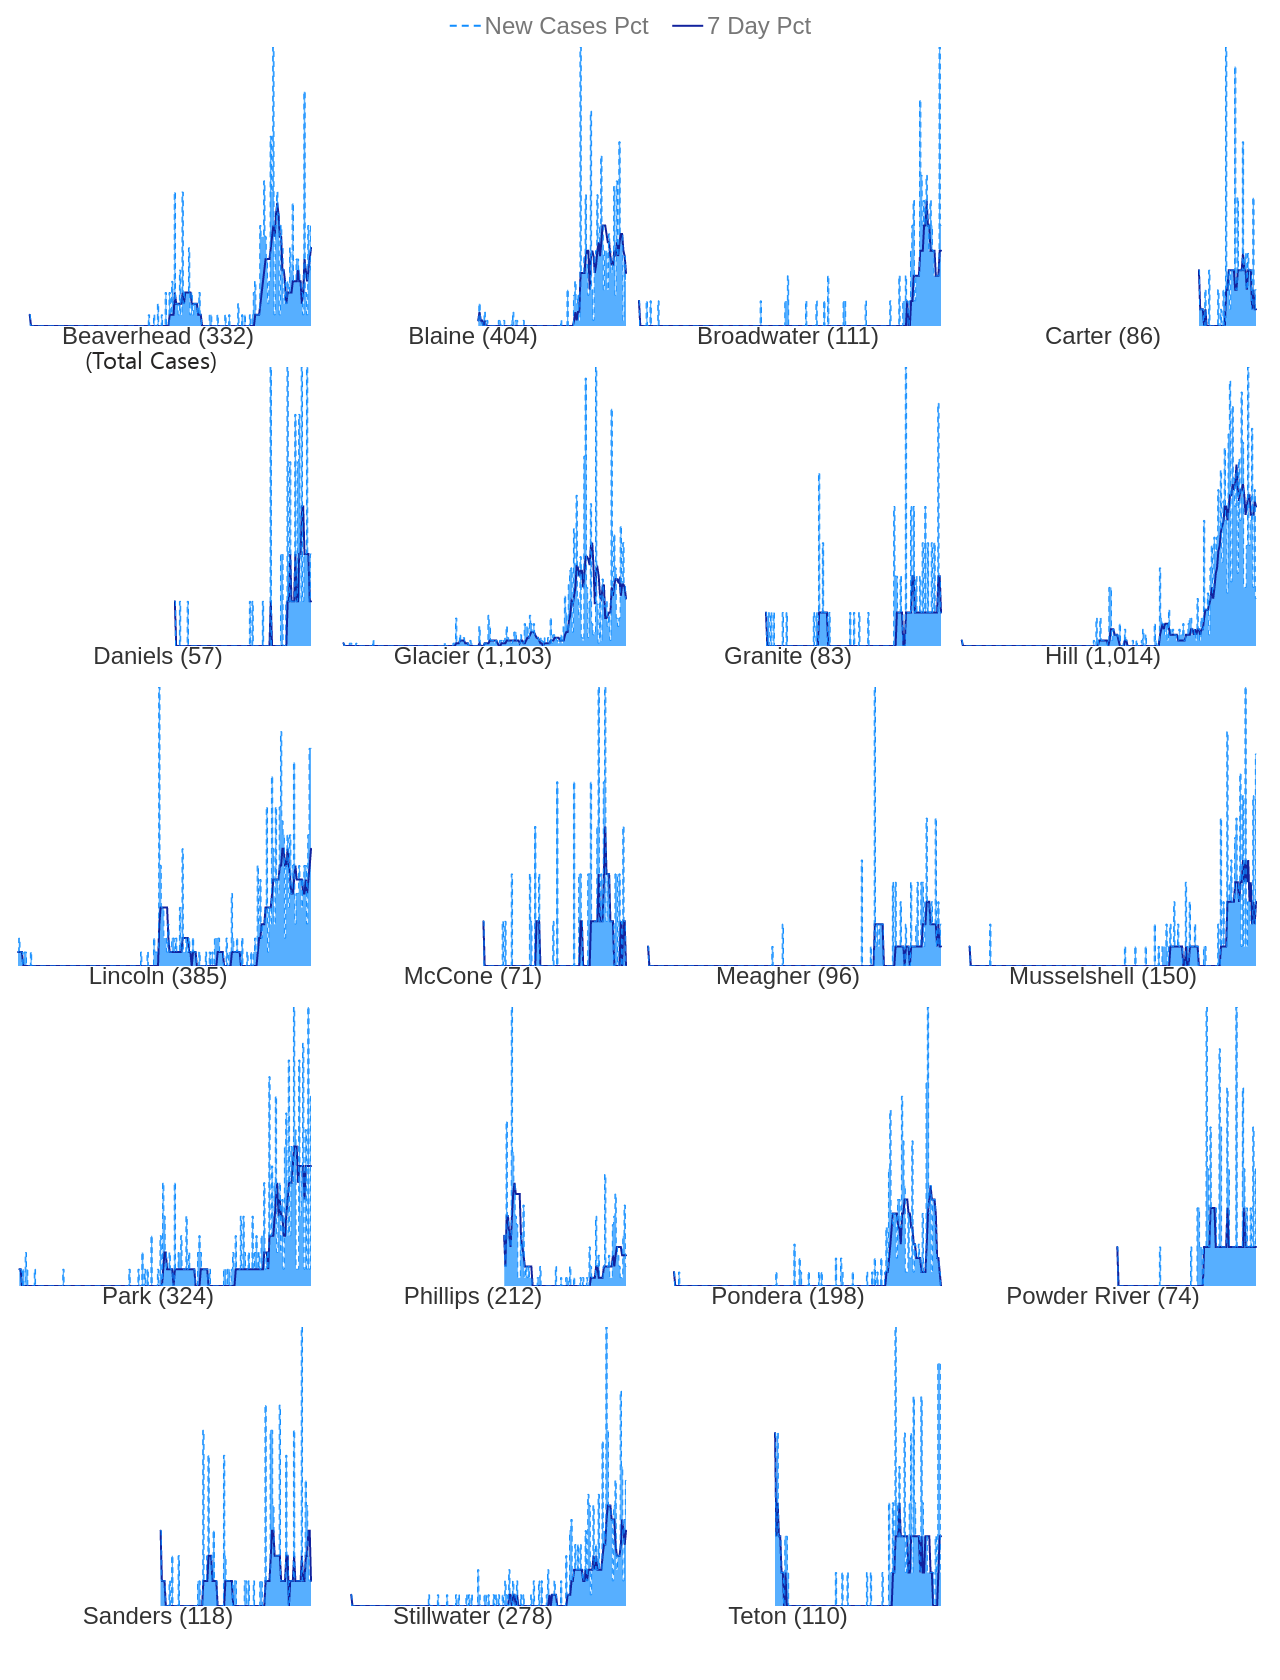 New Cases Pct 7 Day Pct
Beaverhead (332) Blaine (404) Broadwater (111) Carter (86)
(Total Cases)
Daniels (57) Glacier (1,103) Granite (83) Hill (1,014)
Lincoln (385) McCone (71) Meagher (96) Musselshell (150)
Park (324) Phillips (212) Pondera (198) Powder River (74)
Sanders (118) Stillwater (278) Teton (110)